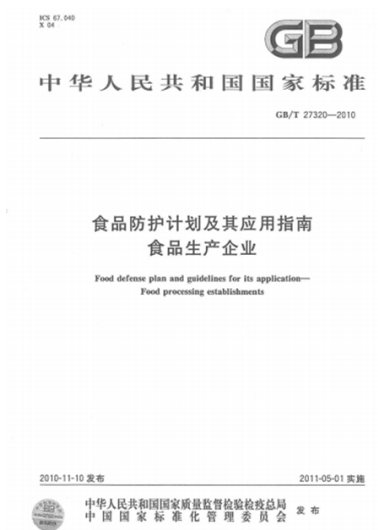 ICS 67.040
X 04
GB
中华人民共和国国家标准
GB/T 27320—2010
食品防护计划及其应用指南
食品生产企业
Food defense plan and guidelines for its application—
Food processing establishments
2010-11-10 发布
2011-05-01 实施
中华人民共和国国家质量监督检验检疫总局
中国国家标准化管理委员会
发布